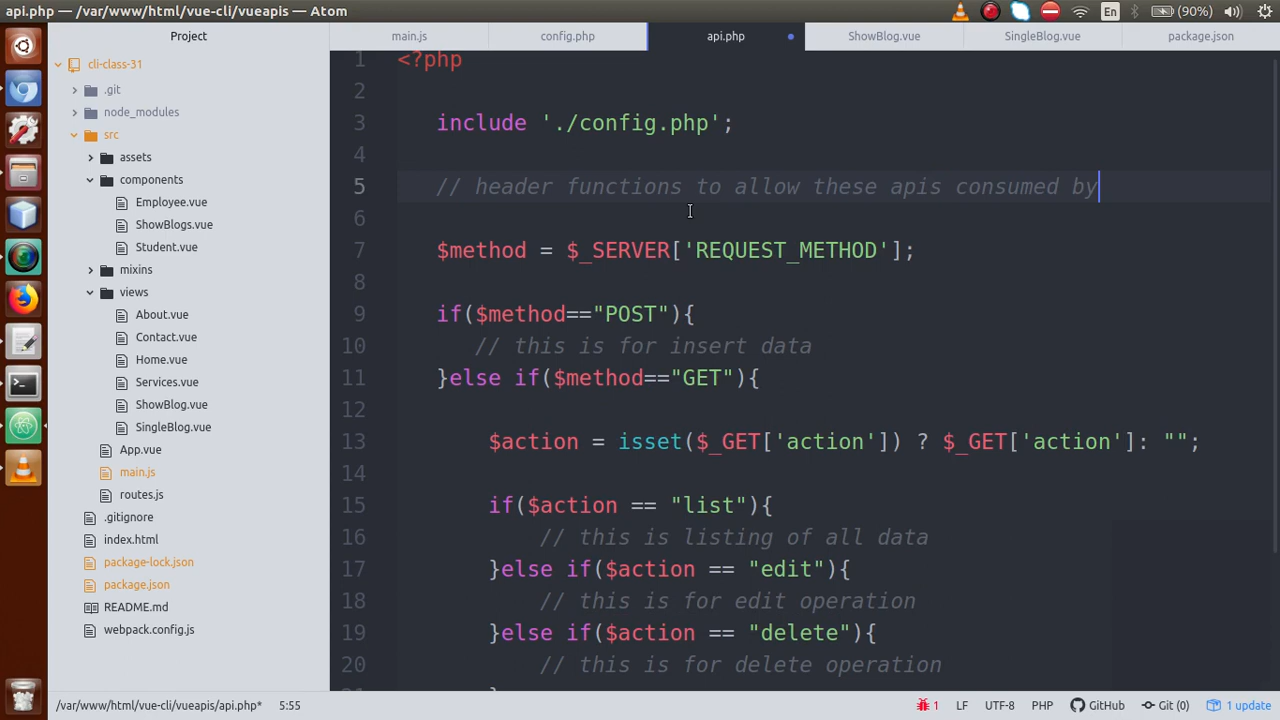 api.php — /var/www/html/vue-cli/vueapis — Atom
En
(90%)
Project
main.js
config.php
api.php
ShowBlog.vue
SingleBlog.vue
package.json
cli-class-31
.git
node_modules
src
assets
components
Employee.vue
ShowBlogs.vue
Student.vue
mixins
views
About.vue
Contact.vue
Home.vue
Services.vue
ShowBlog.vue
SingleBlog.vue
App.vue
main.js
routes.js
.gitignore
index.html
package-lock.json
package.json
README.md
webpack.config.js
1 <?php
2
3 include './config.php';
4
5 // header functions to allow these apis consumed by
6
7 $method = $_SERVER['REQUEST_METHOD'];
8
9 if($method=="POST"){
10 // this is for insert data
11 }else if($method=="GET"){
12
13 $action = isset($_GET['action']) ? $_GET['action']: "";
14
15 if($action == "list"){
16 // this is listing of all data
17 }else if($action == "edit"){
18 // this is for edit operation
19 }else if($action == "delete"){
20 // this is for delete operation
/var/www/html/vue-cli/vueapis/api.php* 5:55
1 LF UTF-8 PHP GitHub Git (0) 1 update